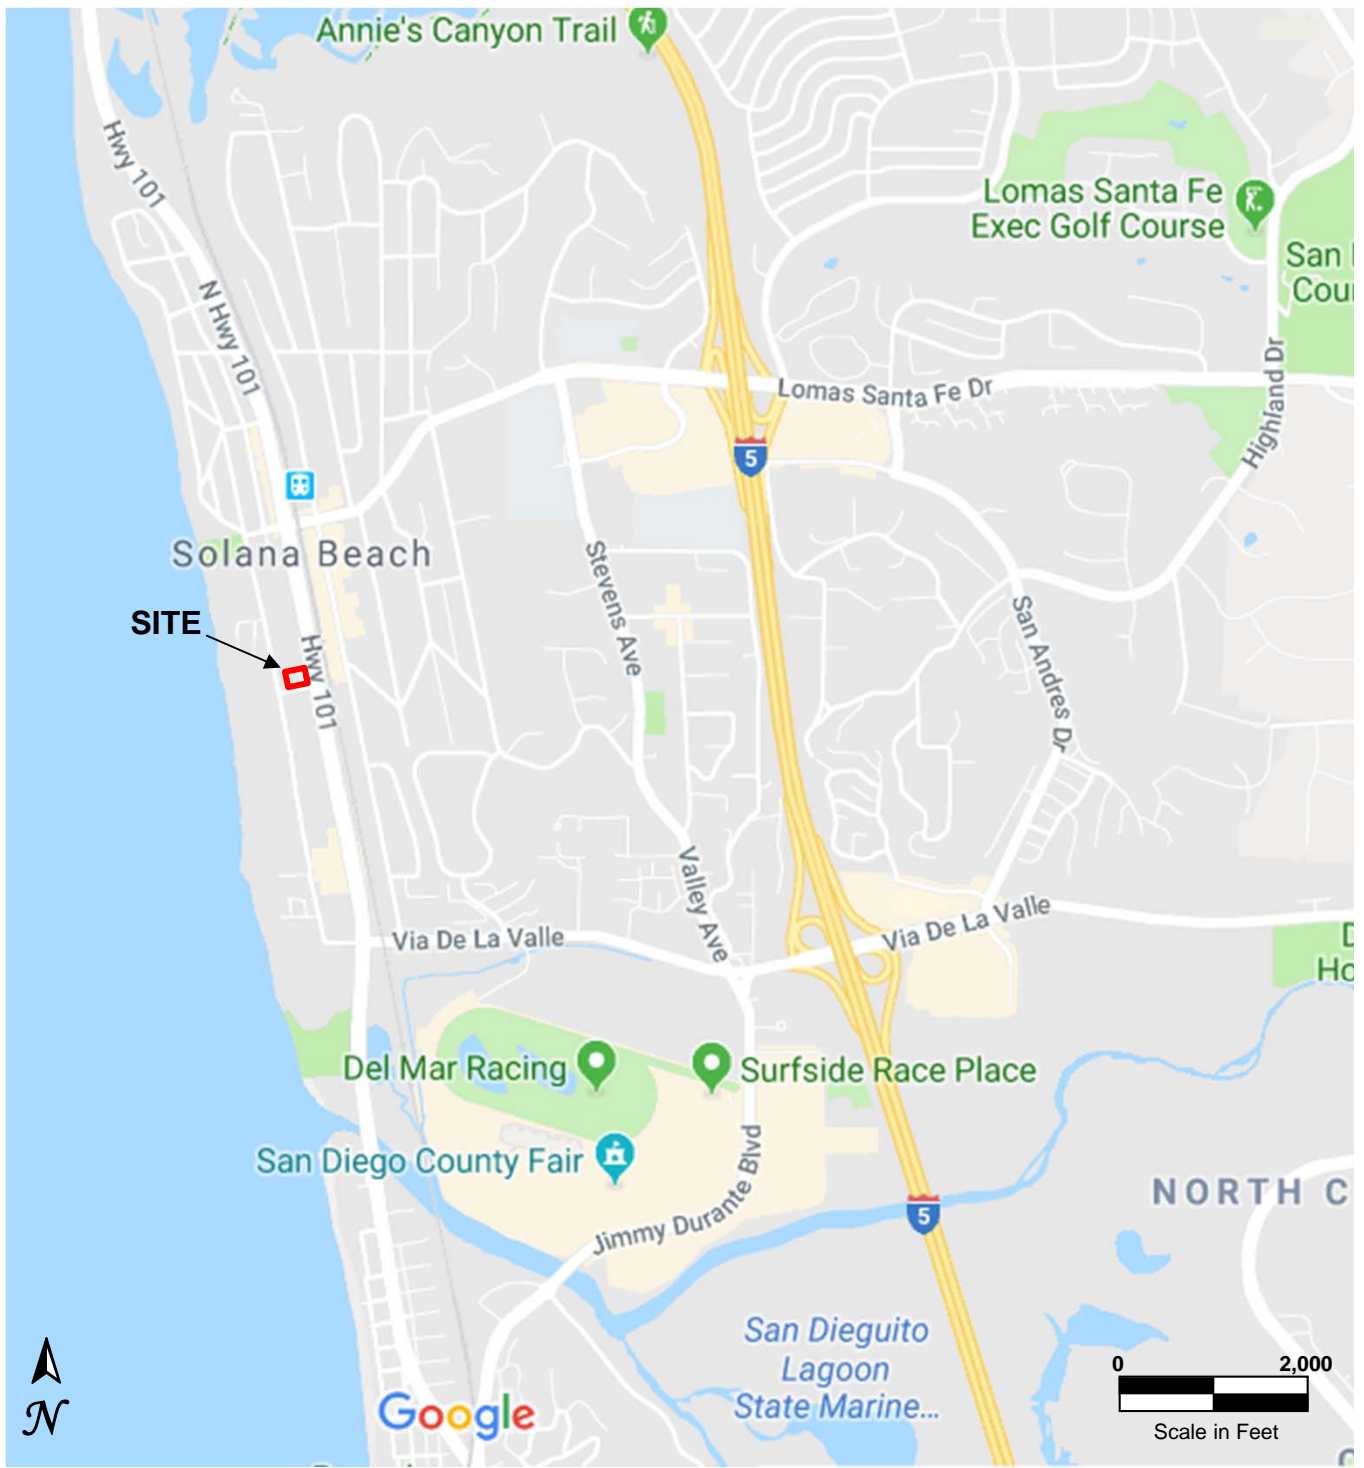 Annie's Canyon Trail
Hwy 101
Lomas Santa Fe
Exec Golf Course
San
Cou
N Hwy 101
Lomas Santa Fe Dr
Highland Dr
5
Solana Beach
Stevens Ave
SITE
Hwy 101
San Andres Dr
Valley Ave
Via De La Valle
Via De La Valle
D
Ho
Del Mar Racing
Surfside Race Place
San Diego County Fair
Jimmy Durante Blvd
NORTH C
5
San Dieguito
Lagoon
State Marine...
0 2,000
Scale in Feet
N
Google